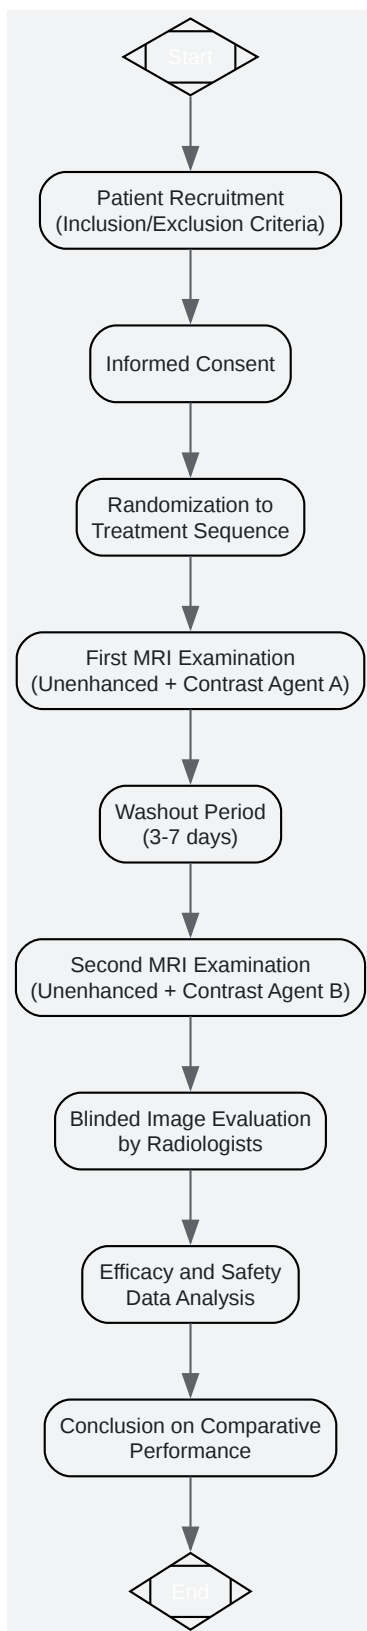 Start
Patient Recruitment
(Inclusion/Exclusion Criteria)
Informed Consent
Randomization to
Treatment Sequence
First MRI Examination
(Unenhanced + Contrast Agent A)
Washout Period
(3-7 days)
Second MRI Examination
(Unenhanced + Contrast Agent B)
Blinded Image Evaluation
by Radiologists
Efficacy and Safety
Data Analysis
Conclusion on Comparative
Performance
End